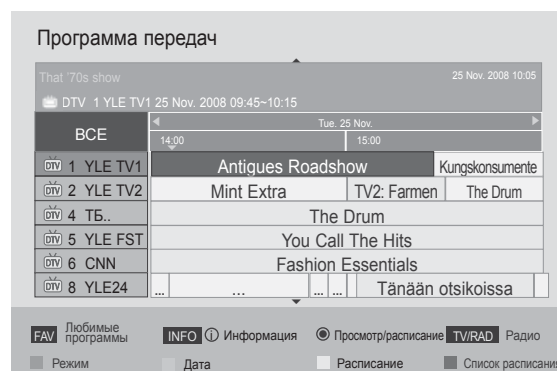 Программа передач
That '70s show 25 Nov. 2008 10:05
DTV 1 YLE TV1 25 Nov. 2008 09:45~10:15
ВСЕ
Tue. 25 Nov.
14:00 15:00
DTV 1 YLE TV1 Antigues Roadshow Kungskonsumente
DTV 2 YLE TV2 Mint Extra TV2: Farmen The Drum
DTV 4 ТБ.. The Drum
DTV 5 YLE FST You Call The Hits
DTV 6 CNN Fashion Essentials
DTV 8 YLE24 ... ... ... ... Tänään otsikoissa
FAV Любимые программы INFO i Информация Просмотр/расписание TV/RAD Радио
Режим Дата Расписание Список расписания